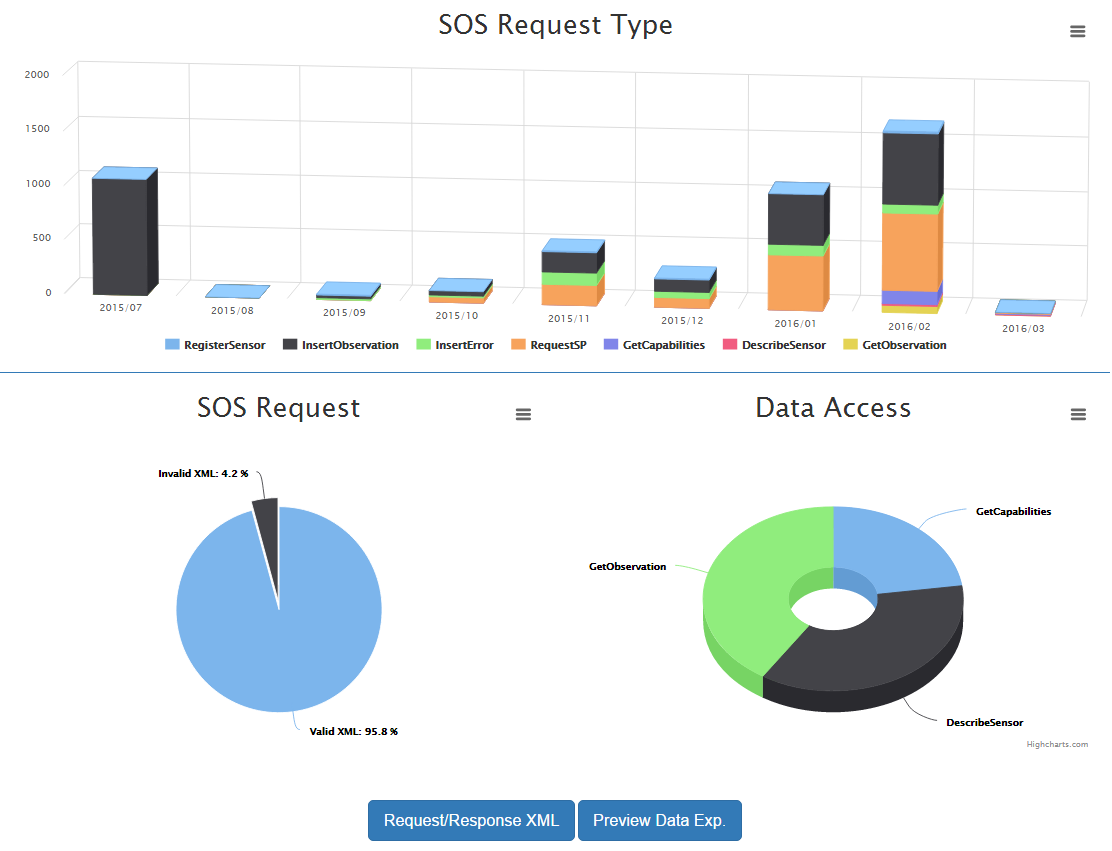 SOS Request Type
2000
1500
1000
500
0
2015/07
2015/08
2015/09
2015/10
2015/11
2015/12
2016/01
2016/02
2016/03
RegisterSensor InsertObservation InsertError RequestSP GetCapabilities DescribeSensor GetObservation
SOS Request
Invalid XML: 4.2 %
Valid XML: 95.8 %
Data Access
GetCapabilities
GetObservation
DescribeSensor
Highcharts.com
Request/Response XML
Preview Data Exp.